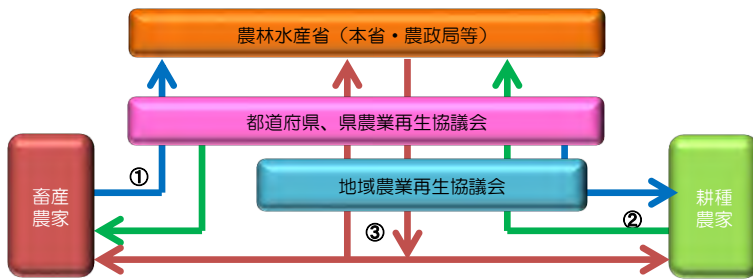 農林水産省（本省・農政局等）
都道府県、県農業再生協議会
①
地域農業再生協議会
畜産
農家
耕種
農家
②
③